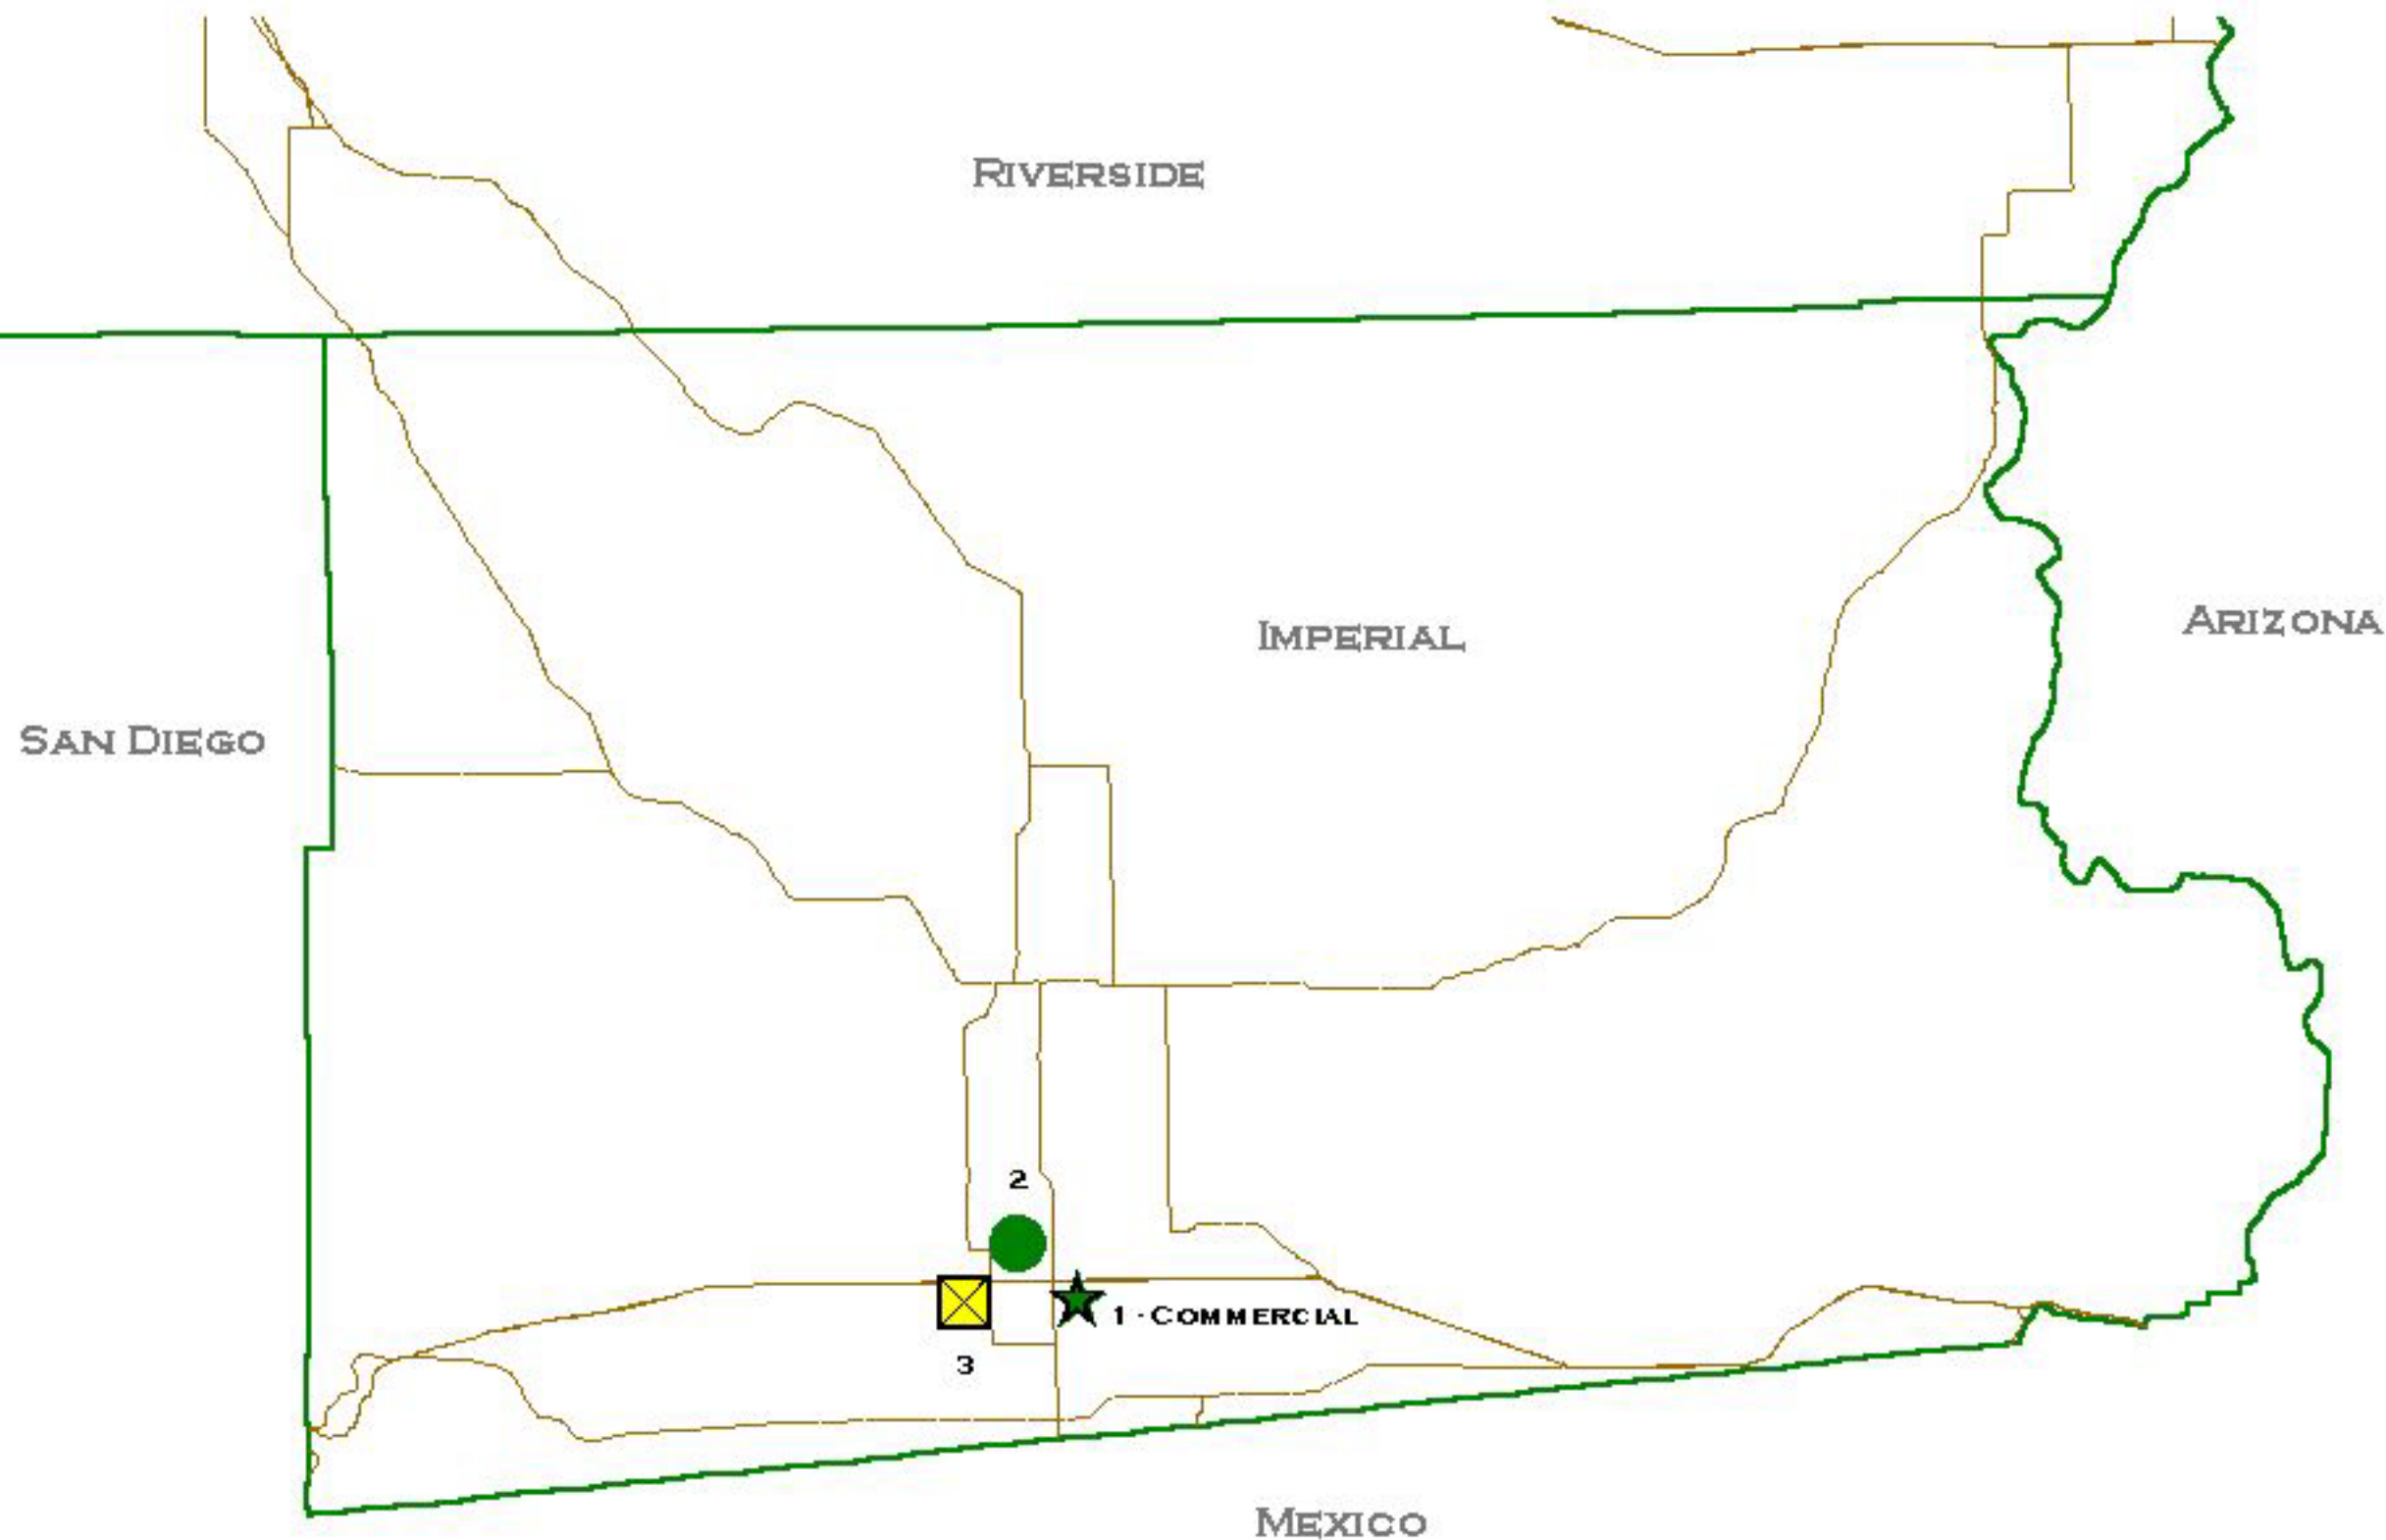 RIVERSIDE
IMPERIAL
ARIZONA
SAN DIEGO
2
1 - COMMERCIAL
3
MEXICO